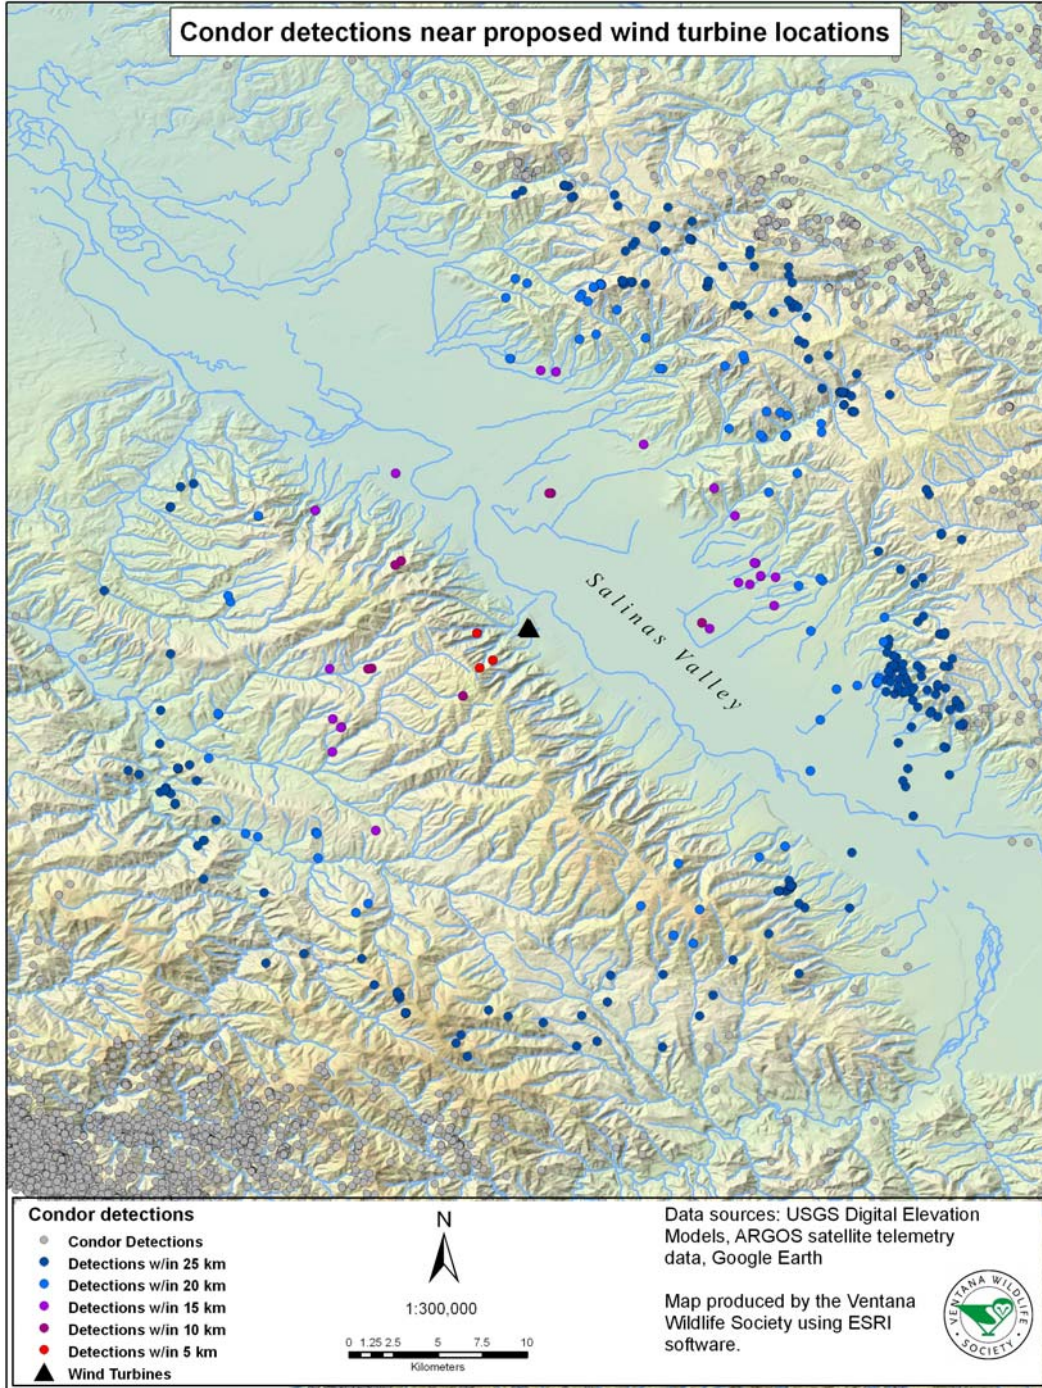 Condor detections near proposed wind turbine locations
Salinas Valley
Condor detections
Condor Detections
Detections w/in 25 km
Detections w/in 20 km
Detections w/in 15 km
Detections w/in 10 km
Detections w/in 5 km
Wind Turbines
N
1:300,000
0 1.25 2.5 5 7.5 10
Kilometers
Data sources: USGS Digital Elevation
Models, ARGOS satellite telemetry
data, Google Earth
Map produced by the Ventana
Wildlife Society using ESRI
software.
VENTANA WILDLIFE
SOCIETY